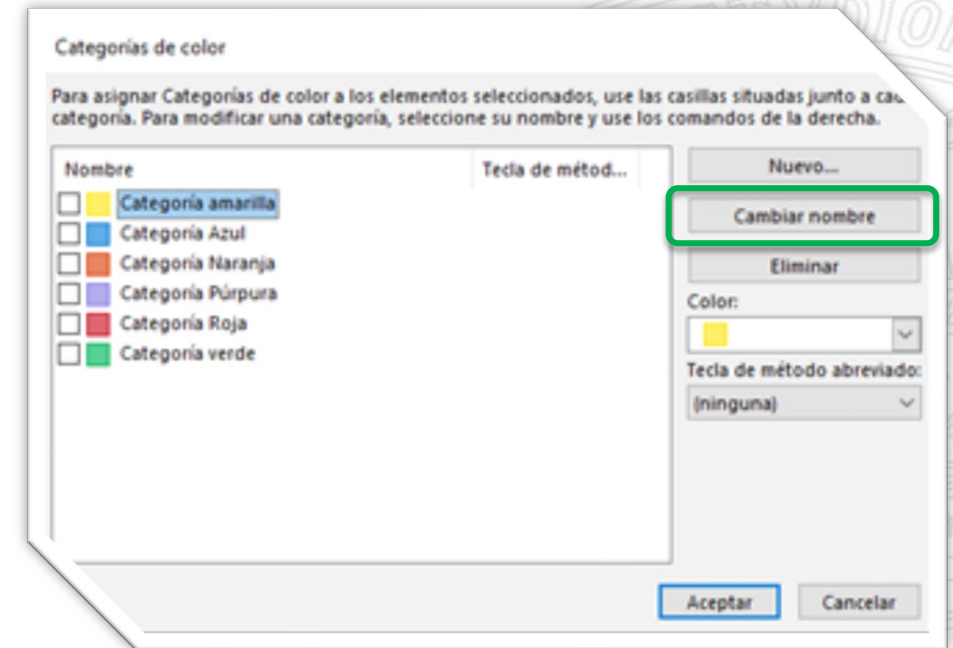 Categorías de color
Para asignar Categorías de color a los elementos seleccionados, use las casillas situadas junto a
categoría. Para modificar una categoría, seleccione su nombre y use los comandos de la derecha.
Nombre
Tecla de métod...
Categoría amarilla
Categoría Azul
Categoría Naranja
Categoría Púrpura
Categoría Roja
Categoría verde
Nuevo...
Cambiar nombre
Eliminar
Color:
Tecla de método abreviado:
(ninguna)
Aceptar
Cancelar